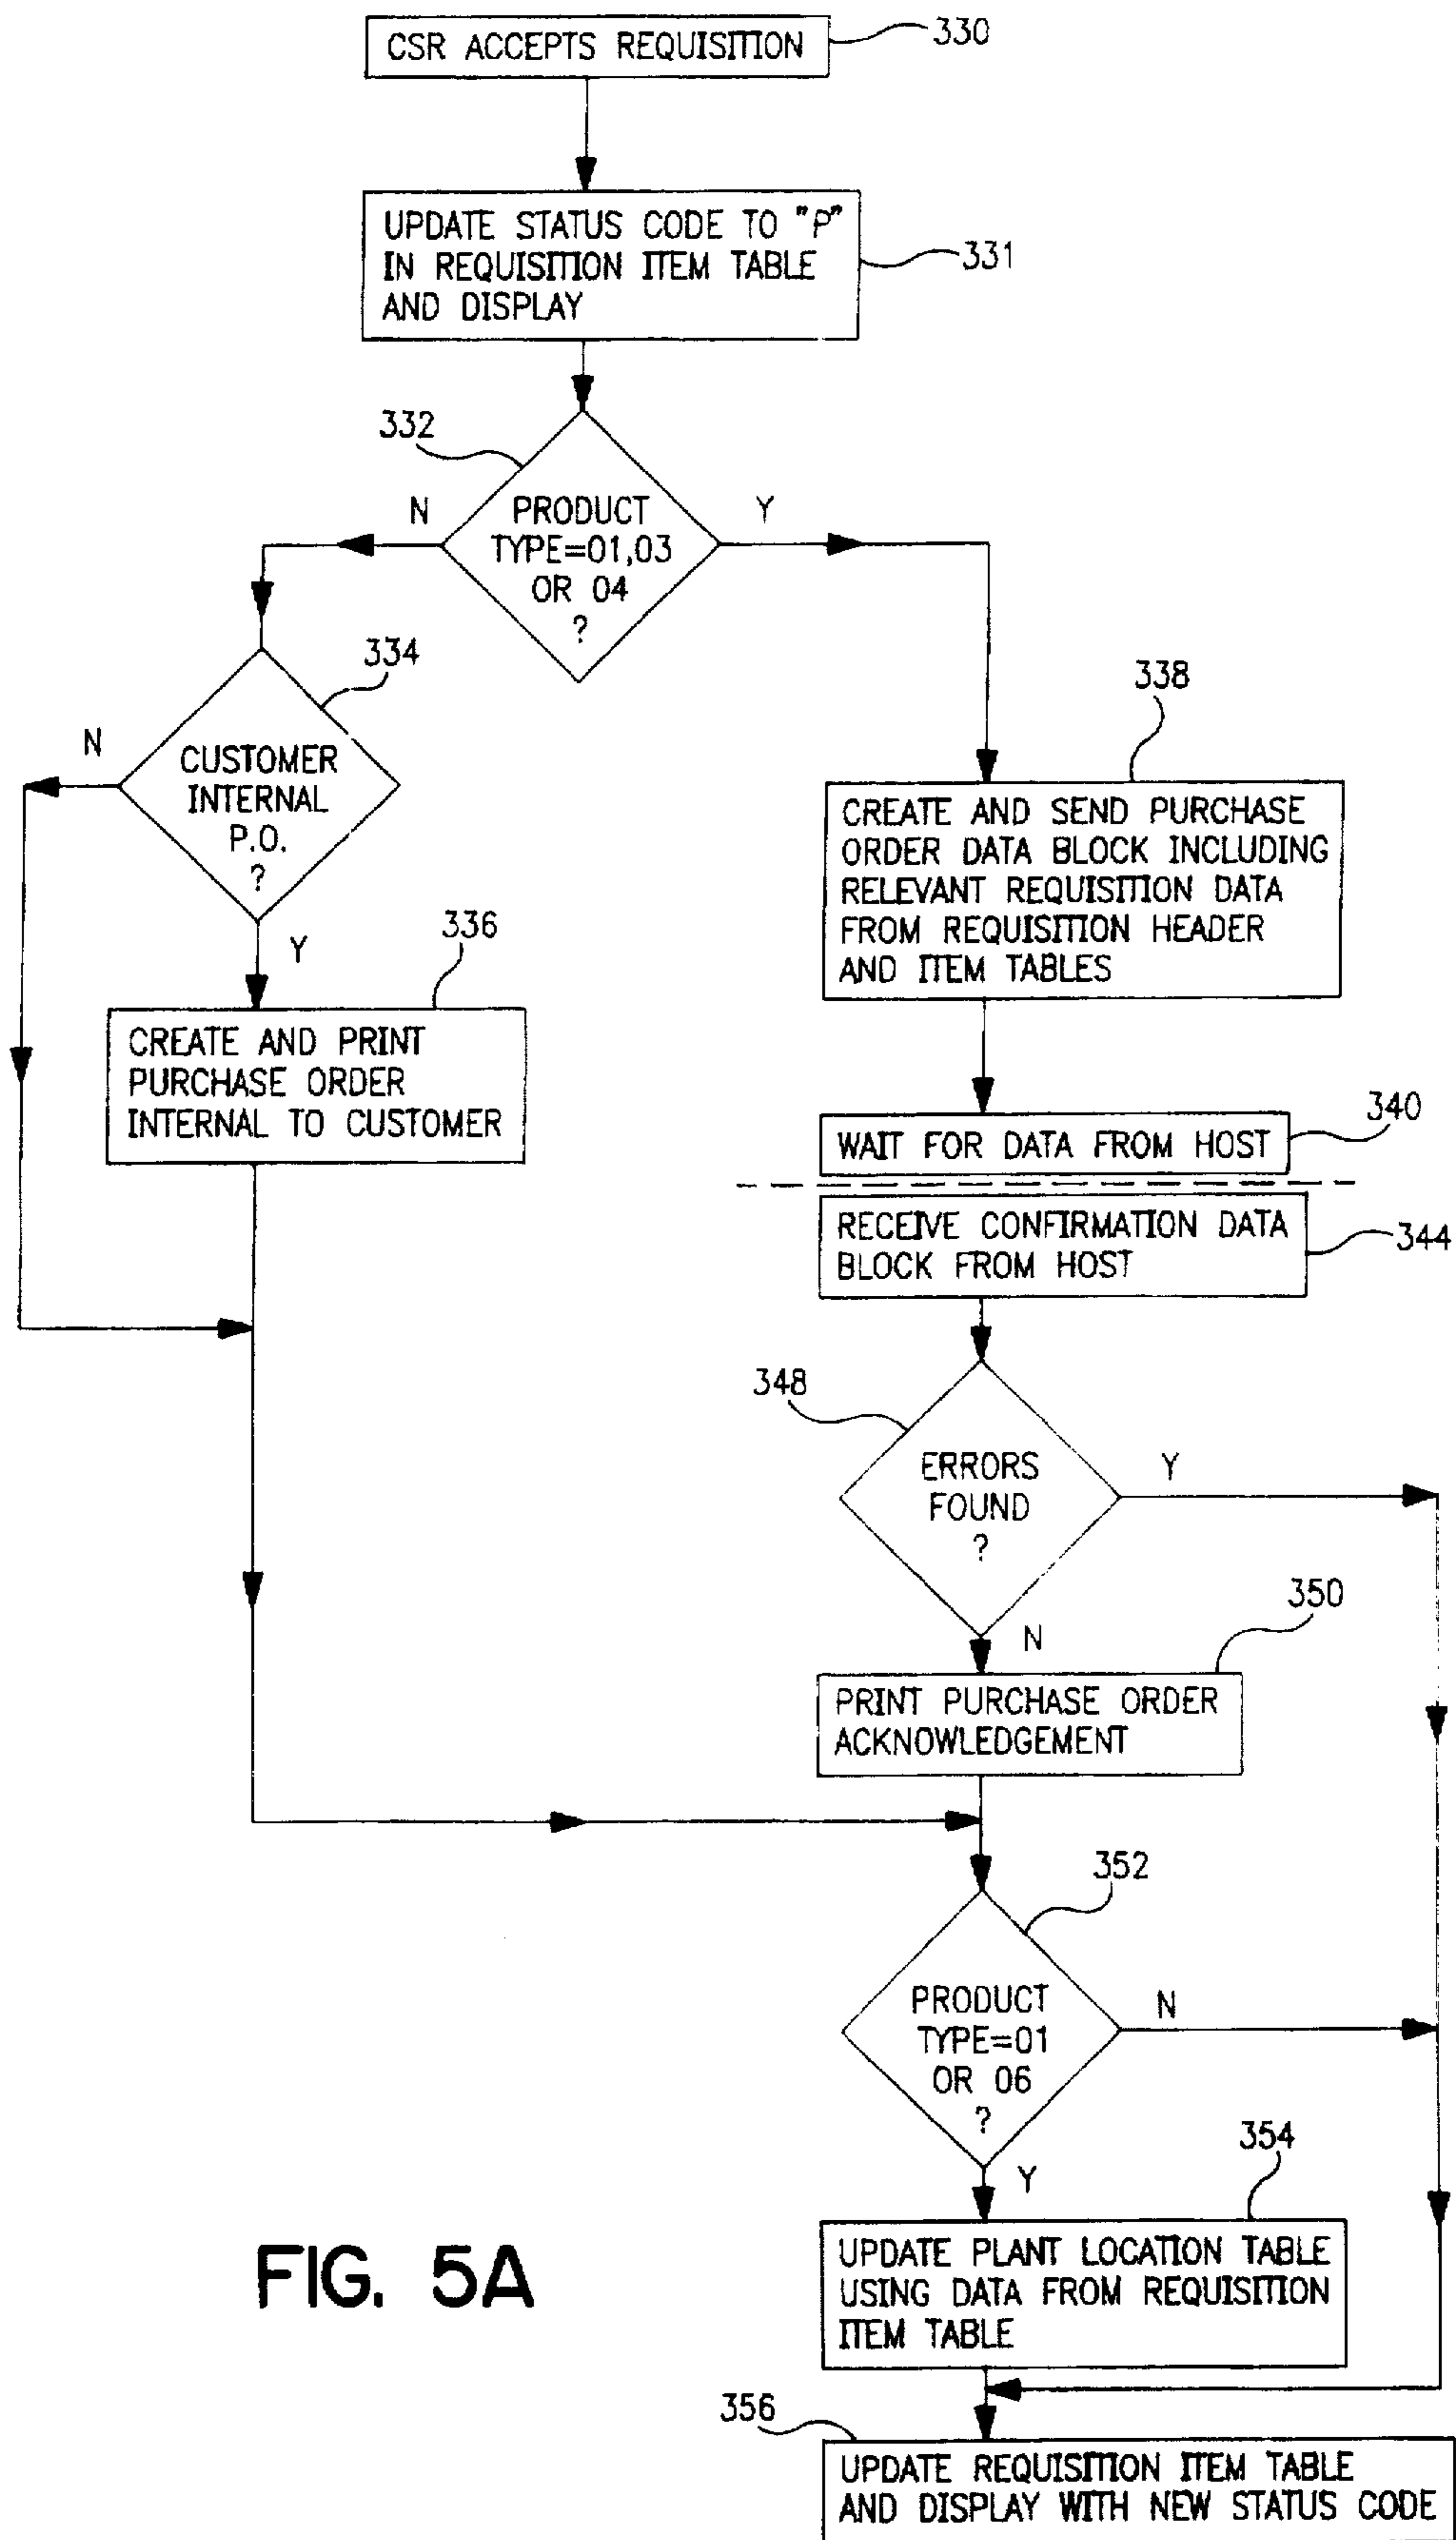 CSR ACCEPTS REQUISITION
330
UPDATE STATUS CODE TO "P"
IN REQUISITION ITEM TABLE
AND DISPLAY
331
332
N
PRODUCT
TYPE=01,03
OR 04
?
Y
334
N
CUSTOMER
INTERNAL
P.O.
?
Y
336
CREATE AND PRINT
PURCHASE ORDER
INTERNAL TO CUSTOMER
338
CREATE AND SEND PURCHASE
ORDER DATA BLOCK INCLUDING
RELEVANT REQUISITION DATA
FROM REQUISITION HEADER
AND ITEM TABLES
340
WAIT FOR DATA FROM HOST
RECEIVE CONFIRMATION DATA
BLOCK FROM HOST
344
348
ERRORS
FOUND
?
Y
N
350
PRINT PURCHASE ORDER
ACKNOWLEDGEMENT
352
PRODUCT
TYPE=01
OR 06
?
N
Y
354
UPDATE PLANT LOCATION TABLE
USING DATA FROM REQUISITION
ITEM TABLE
356
UPDATE REQUISITION ITEM TABLE
AND DISPLAY WITH NEW STATUS CODE
FIG. 5A